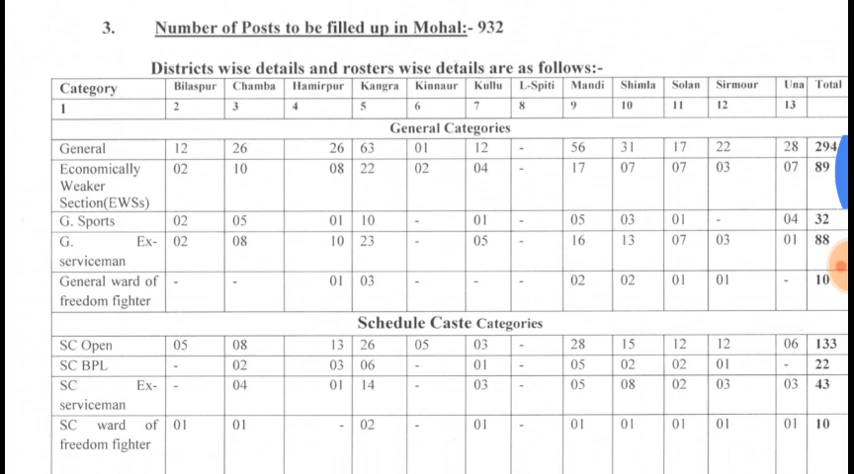 3. Number of Posts to be filled up in Mohal:- 932
Districts wise details and rosters wise details are as follows:-
Category Bilaspur Chamba Hamirpur Kangra Kinnaur Kullu L-Spiti Mandi Shimla Solan Sirmour Una Total
1 2 3 4 5 6 7 8 9 10 11 12 13
General Categories
General 12 26 26 63 01 12 - 56 31 17 22 28 294
Economically 02 10 08 22 02 04 - 17 07 07 03 07 89
Weaker
Section(EWSs)
G. Sports 02 05 01 10 - 01 - 05 03 01 - 04 32
G. Ex- 02 08 10 23 - 05 - 16 13 07 03 01 88
serviceman
General ward of - - 01 03 - - - 02 02 01 01 - 10
freedom fighter
Schedule Caste Categories
SC Open 05 08 13 26 05 03 - 28 15 12 12 06 133
SC BPL - 02 03 06 - 01 - 05 02 02 01 - 22
SC Ex- - 04 01 14 - 03 - 05 08 02 03 03 43
serviceman
SC ward of 01 01 - 02 - 01 - 01 01 01 01 01 10
freedom fighter